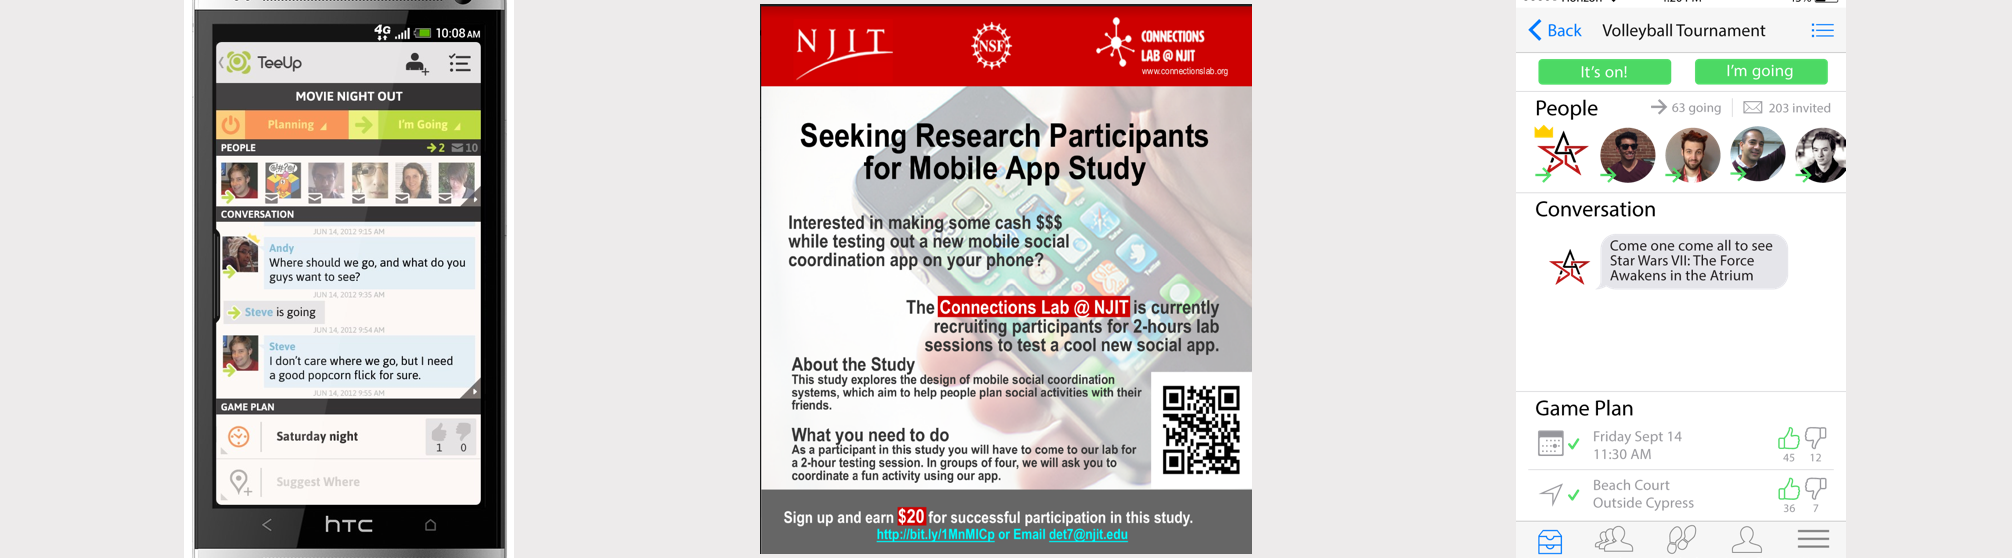 4G 10:08 AM
TeeUp
MOVIE NIGHT OUT
Planning I'm Going
PEOPLE 2 10
CONVERSATION
JUN 14, 2012 9:15 AM
Andy
Where should we go, and what do you
guys want to see?
JUN 14, 2012 9:35 AM
Steve is going
JUN 14, 2012 9:54 AM
Steve
I don't care where we go, but I need
a good popcorn flick for sure.
JUN 14, 2012 9:55 AM
GAME PLAN
Saturday night
1 0
Suggest Where
hTC
NJIT
NSF
CONNECTIONS
LAB @ NJIT
www.connectionslab.org
Seeking Research Participants
for Mobile App Study
Interested in making some cash $$$
while testing out a new mobile social
coordination app on your phone?
The Connections Lab @ NJIT is currently
recruiting participants for 2-hours lab
sessions to test a cool new social app.
About the Study
This study explores the design of mobile social coordination
systems, which aim to help people plan social activities with their
friends.
What you need to do
As a participant in this study you will have to come to our lab for
a 2-hour testing session. In groups of four, we will ask you to
coordinate a fun activity using our app.
Sign up and earn $20 for successful participation in this study.
http://bit.ly/1MnMICp or Email det7@njit.edu
Back Volleyball Tournament
It's on! I'm going
People 63 going 203 invited
Conversation
Come one come all to see
Star Wars VII: The Force
Awakens in the Atrium
Game Plan
Friday Sept 14
11:30 AM
45 12
Beach Court
Outside Cypress
36 7